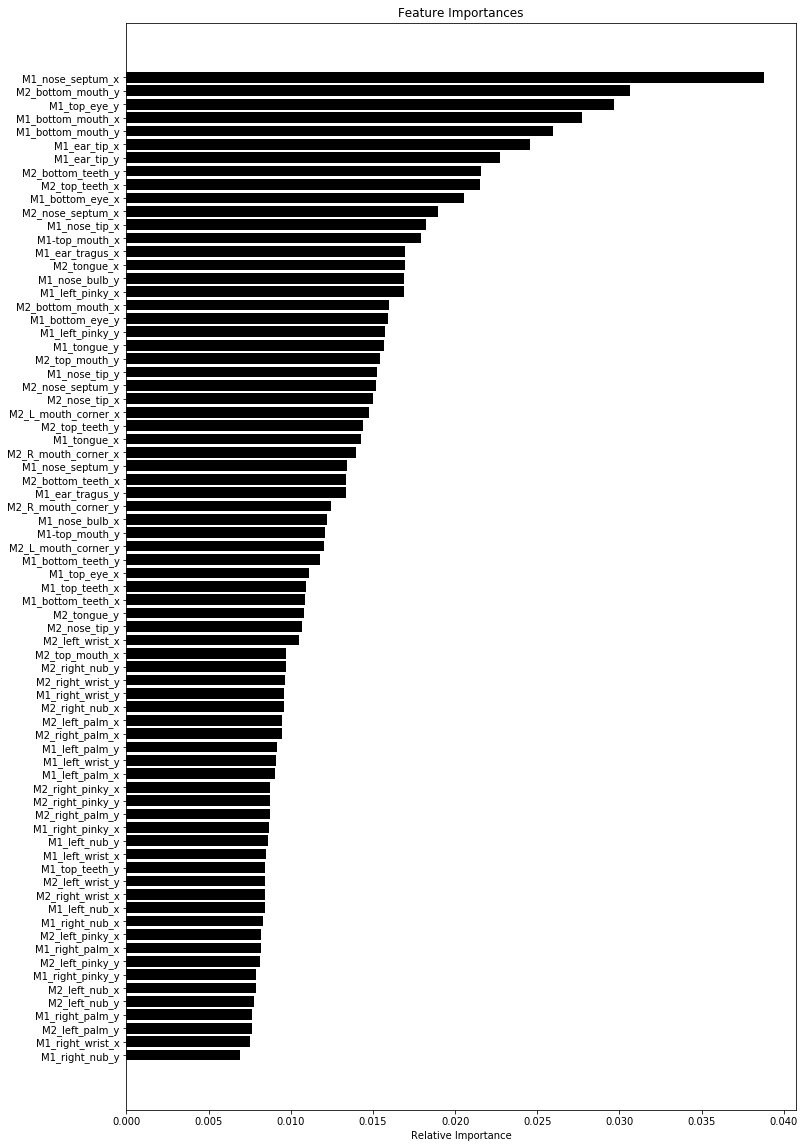 Feature Importances
M1_nose_septum_x
M2_bottom_mouth_y
M1_top_eye_y
M1_bottom_mouth_x
M1_bottom_mouth_y
M1_ear_tip_x
M1_ear_tip_y
M2_bottom_teeth_y
M2_top_teeth_x
M1_bottom_eye_x
M2_nose_septum_x
M1_nose_tip_x
M1-top_mouth_x
M1_ear_tragus_x
M2_tongue_x
M1_nose_bulb_y
M1_left_pinky_x
M2_bottom_mouth_x
M1_bottom_eye_y
M1_left_pinky_y
M1_tongue_y
M2_top_mouth_y
M1_nose_tip_y
M2_nose_septum_y
M2_nose_tip_x
M2_L_mouth_corner_x
M2_top_teeth_y
M1_tongue_x
M2_R_mouth_corner_x
M1_nose_septum_y
M2_bottom_teeth_x
M1_ear_tragus_y
M2_R_mouth_corner_y
M1_nose_bulb_x
M1-top_mouth_y
M2_L_mouth_corner_y
M1_bottom_teeth_y
M1_top_eye_x
M1_top_teeth_x
M1_bottom_teeth_x
M2_tongue_y
M2_nose_tip_y
M2_left_wrist_x
M2_top_mouth_x
M2_right_nub_y
M2_right_wrist_y
M1_right_wrist_y
M2_right_nub_x
M2_left_palm_x
M2_right_palm_x
M1_left_palm_y
M1_left_wrist_y
M1_left_palm_x
M2_right_pinky_x
M2_right_pinky_y
M2_right_palm_y
M1_right_pinky_x
M1_left_nub_y
M1_left_wrist_x
M1_top_teeth_y
M2_left_wrist_y
M2_right_wrist_x
M1_left_nub_x
M1_right_nub_x
M2_left_pinky_x
M1_right_palm_x
M2_left_pinky_y
M1_right_pinky_y
M2_left_nub_x
M2_left_nub_y
M1_right_palm_y
M2_left_palm_y
M1_right_wrist_x
M1_right_nub_y
0.000 0.005 0.010 0.015 0.020 0.025 0.030 0.035 0.040
Relative Importance